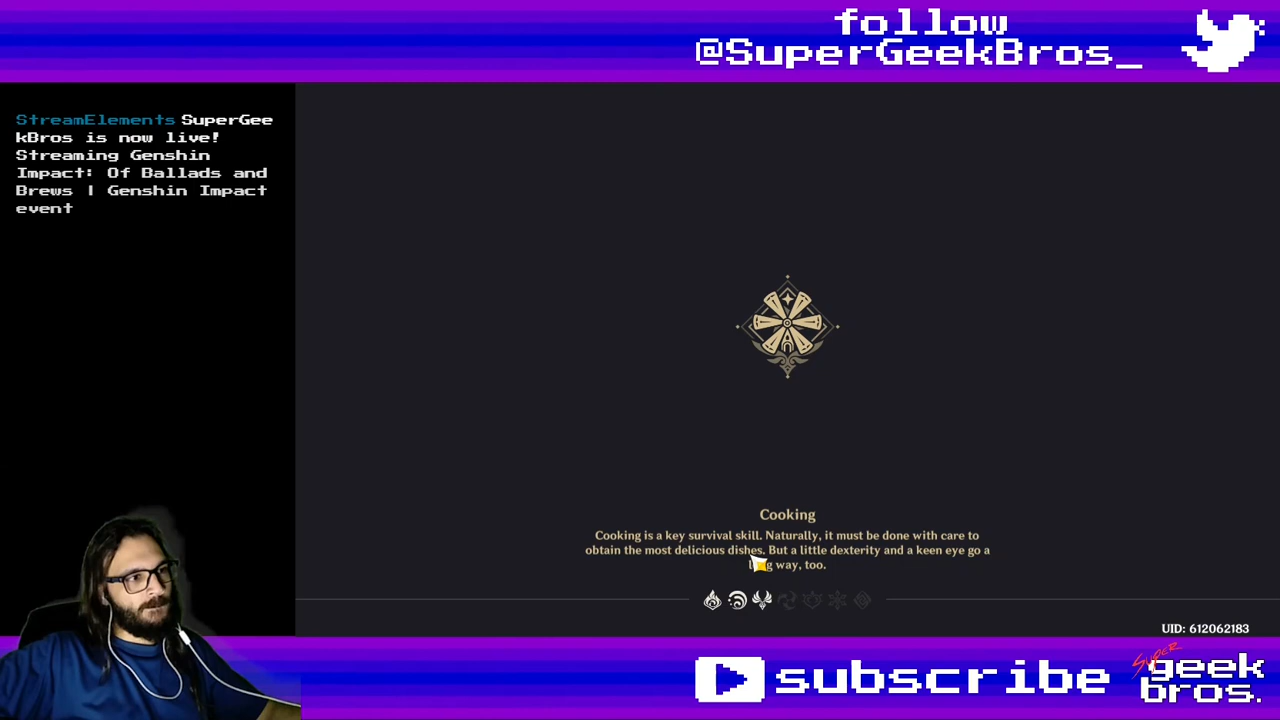 follow
@SuperGeekBros_
StreamElements SuperGee
kBros is now live!
Streaming Genshin
Impact: Of Ballads and
Brews | Genshin Impact
event
Cooking
Cooking is a key survival skill. Naturally, it must be done with care to
obtain the most delicious dishes. But a little dexterity and a keen eye go a
long way, too.
UID: 612062183
subscribe
SUPER
geek
bros.